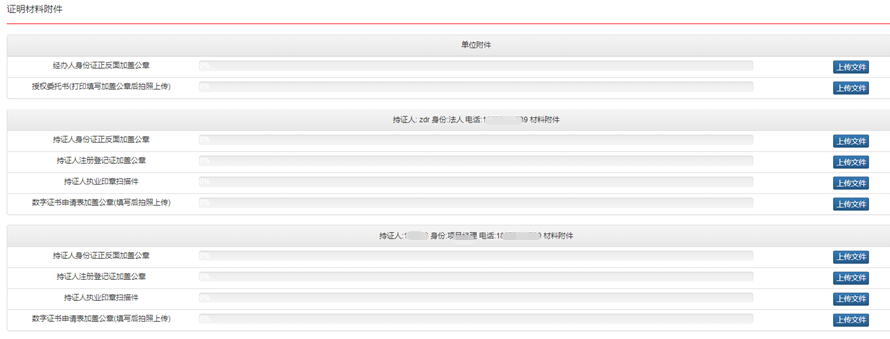 证明材料附件
单位附件
经办人身份证正反面加盖公章 上传文件
授权委托书(打印填写加盖公章后拍照上传) 上传文件
持证人: zdr 身份:法人 电话:1 39 材料附件
持证人身份证正反面加盖公章 上传文件
持证人注册登记证加盖公章 上传文件
持证人执业印章扫描件 上传文件
数字证书申请表加盖公章(填写后拍照上传) 上传文件
持证人: 身份:项目经理 电话:18 材料附件
持证人身份证正反面加盖公章 上传文件
持证人注册登记证加盖公章 上传文件
持证人执业印章扫描件 上传文件
数字证书申请表加盖公章(填写后拍照上传) 上传文件